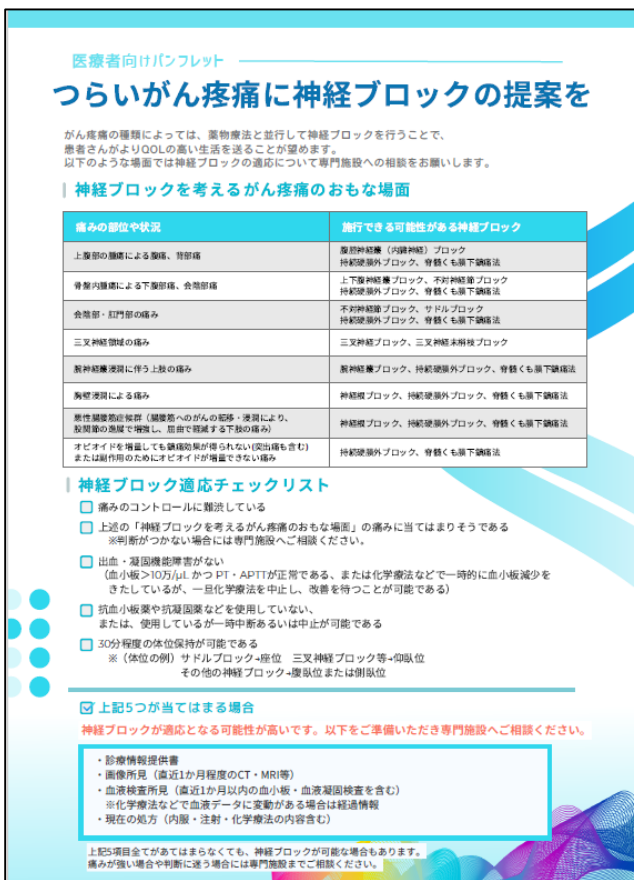 医療者向けパンフレット
つらいがん疼痛に神経ブロックの提案を
がん疼痛の種類によっては、薬物療法と並行して神経ブロックを行うことで、
患者さんがよりQOLの高い生活を送ることが望めます。
以下のような場面では神経ブロックの適応について専門施設への相談をお願いします。
神経ブロックを考えるがん疼痛のおもな場面
痛みの部位や状況 施行できる可能性がある神経ブロック
上腹部の腫瘍による腹痛、背部痛 腹腔神経叢（内臓神経）ブロック
持続硬膜外ブロック、脊髄くも膜下鎮痛法
骨盤内腫瘍による下腹部痛、会陰部痛 上下腹神経叢ブロック、不対神経節ブロック
持続硬膜外ブロック、脊髄くも膜下鎮痛法
会陰部・肛門部の痛み 不対神経節ブロック、サドルブロック
持続硬膜外ブロック、脊髄くも膜下鎮痛法
三叉神経領域の痛み 三叉神経ブロック、三叉神経末梢枝ブロック
腕神経叢浸潤に伴う上肢の痛み 腕神経叢ブロック、持続硬膜外ブロック、脊髄くも膜下鎮痛法
胸壁浸潤による痛み 神経根ブロック、持続硬膜外ブロック、脊髄くも膜下鎮痛法
悪性腸腰筋症候群（腸腰筋へのがんの転移・浸潤により、
股関節の進展で増強し、屈曲で軽減する下肢の痛み） 神経根ブロック、持続硬膜外ブロック、脊髄くも膜下鎮痛法
オピオイドを増量しても鎮痛効果が得られない(突出痛も含む)
または副作用のためにオピオイドが増量できない痛み 持続硬膜外ブロック、脊髄くも膜下鎮痛法
神経ブロック適応チェックリスト
痛みのコントロールに難渋している
上述の「神経ブロックを考えるがん疼痛のおもな場面」の痛みに当てはまりそうである
※判断がつかない場合には専門施設へご相談ください。
出血・凝固機能障害がない
（血小板＞10万/μL かつ PT・APTTが正常である、または化学療法などで一時的に血小板減少を
きたしているが、一旦化学療法を中止し、改善を待つことが可能である）
抗血小板薬や抗凝固薬などを使用していない、
または、使用しているが一時中断あるいは中止が可能である
30分程度の体位保持が可能である
※（体位の例）サドルブロック→座位　三叉神経ブロック等→仰臥位
その他の神経ブロック→腹臥位または側臥位
上記5つが当てはまる場合
神経ブロックが適応となる可能性が高いです。以下をご準備いただき専門施設へご相談ください。
・診療情報提供書
・画像所見（直近1か月程度のCT・MRI等）
・血液検査所見（直近1か月以内の血小板・血液凝固検査を含む）
※化学療法などで血液データに変動がある場合は経過情報
・現在の処方（内服・注射・化学療法の内容含む）
上記5項目全てがあてはまらなくても、神経ブロックが可能な場合もあります。
痛みが強い場合や判断に迷う場合には専門施設までご相談ください。